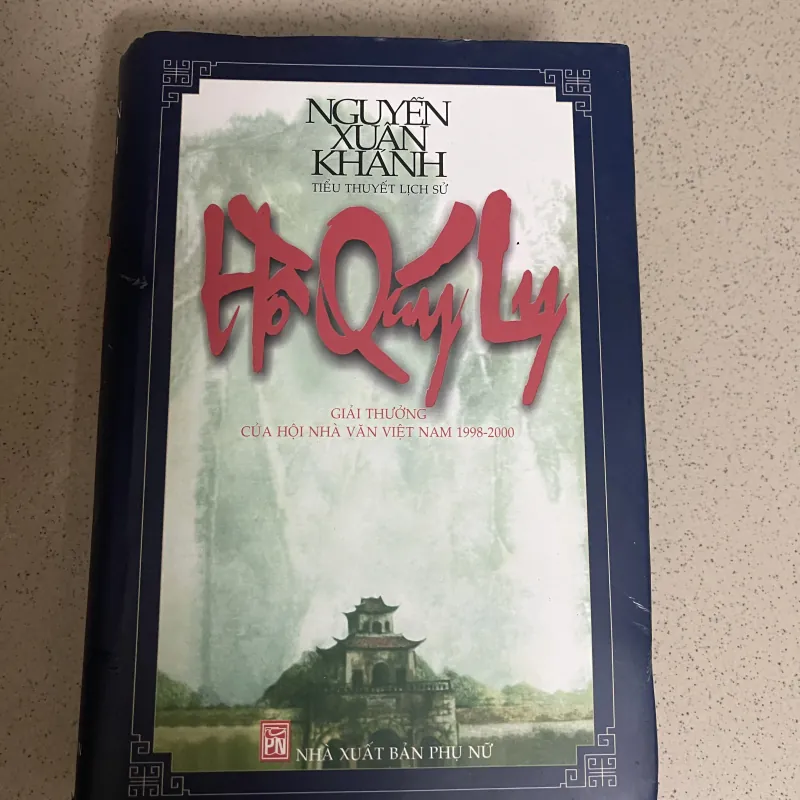 NGUYỄN
XUÂN
KHÁNH
TIỂU THUYẾT LỊCH SỬ
Hồ Quý Ly
GIẢI THƯỞNG
CỦA HỘI NHÀ VĂN VIỆT NAM 1998-2000
PN
NHÀ XUẤT BẢN PHỤ NỮ